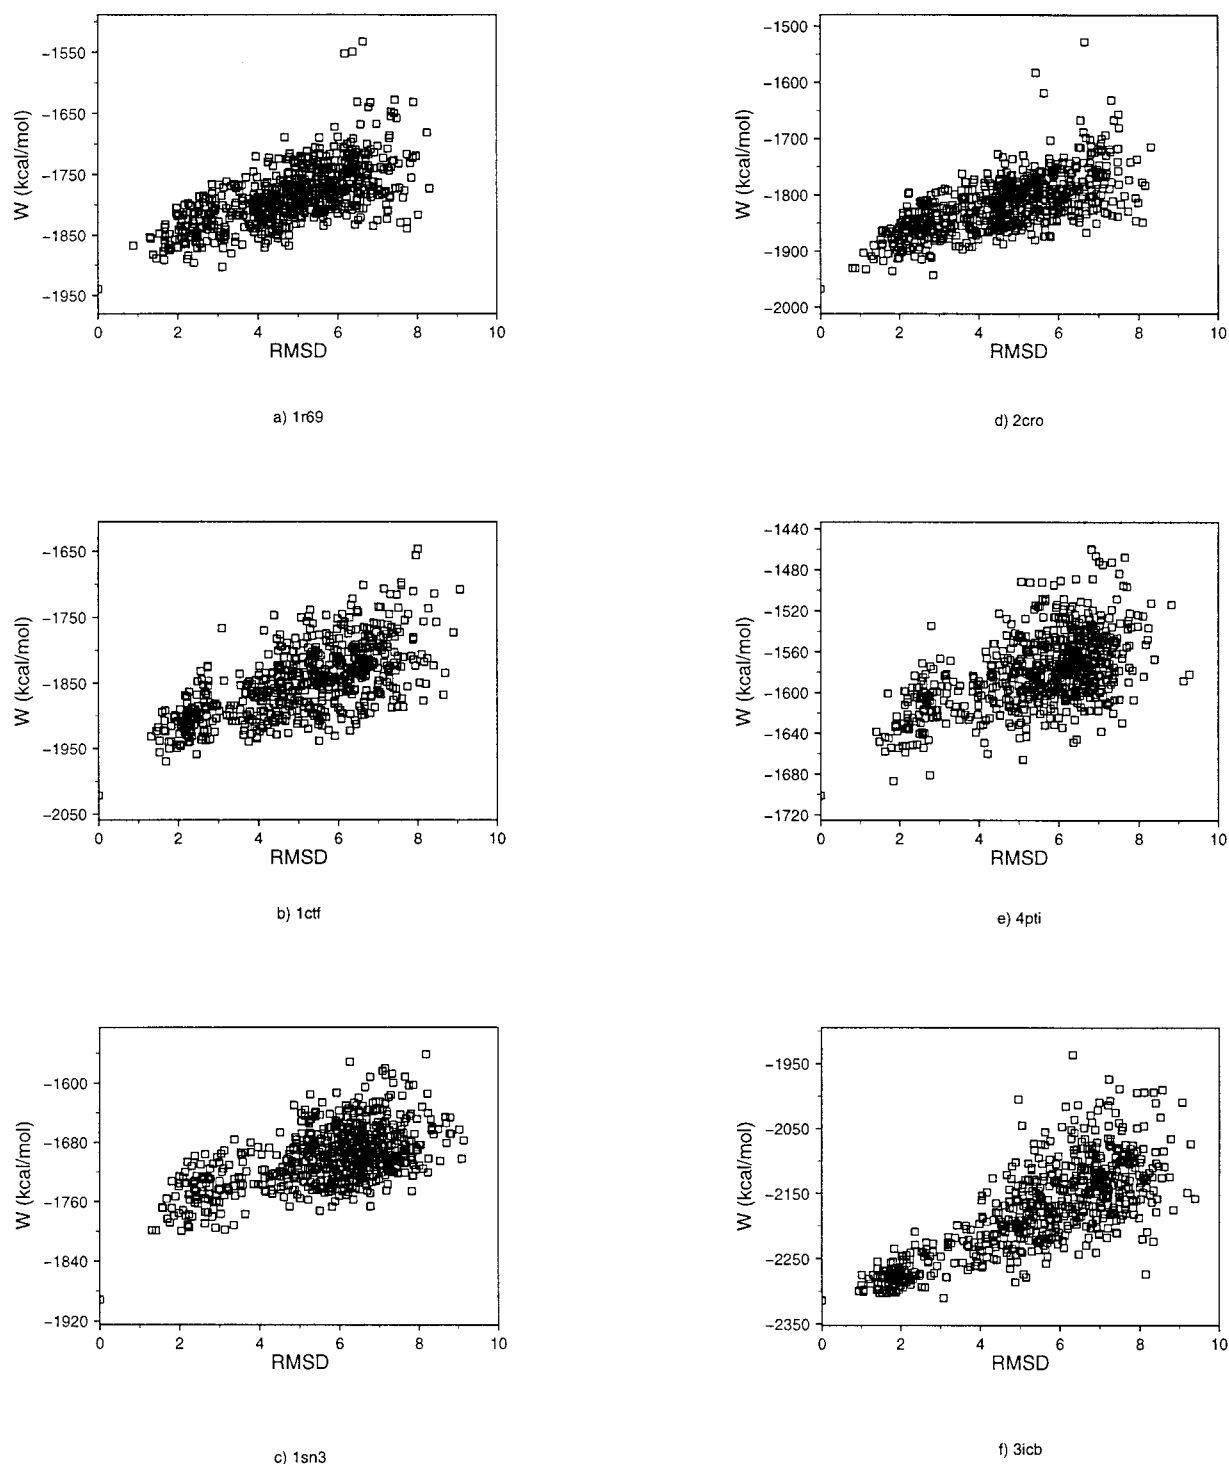 −1550
−1650
−1750
−1850
−1950
W (kcal/mol)
0 2 4 6 8 10
RMSD
a) 1r69
−1500
−1600
−1700
−1800
−1900
−2000
W (kcal/mol)
0 2 4 6 8 10
RMSD
d) 2cro
−1650
−1750
−1850
−1950
−2050
W (kcal/mol)
0 2 4 6 8 10
RMSD
b) 1ctf
−1440
−1480
−1520
−1560
−1600
−1640
−1680
−1720
W (kcal/mol)
0 2 4 6 8 10
RMSD
e) 4pti
−1600
−1680
−1760
−1840
−1920
W (kcal/mol)
0 2 4 6 8 10
RMSD
c) 1sn3
−1950
−2050
−2150
−2250
−2350
W (kcal/mol)
0 2 4 6 8 10
RMSD
f) 3icb